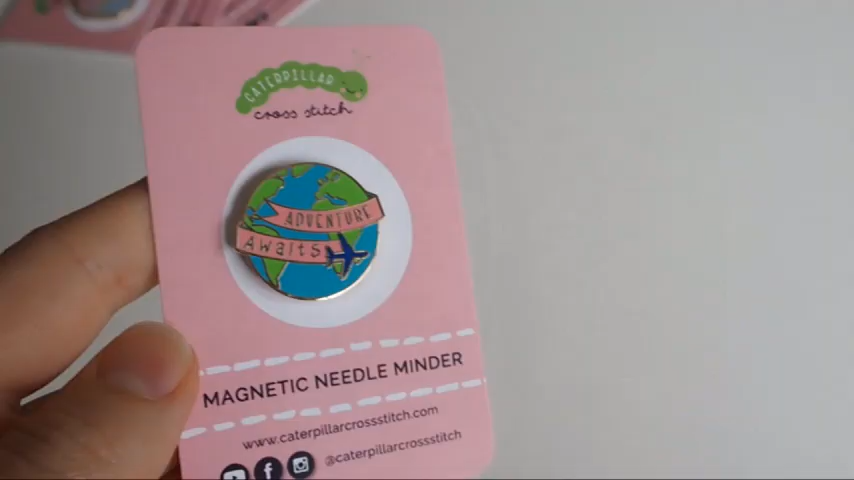 CATERPILLAR
cross stitch
ADVENTURE
Awaits
MAGNETIC NEEDLE MINDER
www.caterpillarcrossstitch.com
@caterpillarcrossstitch